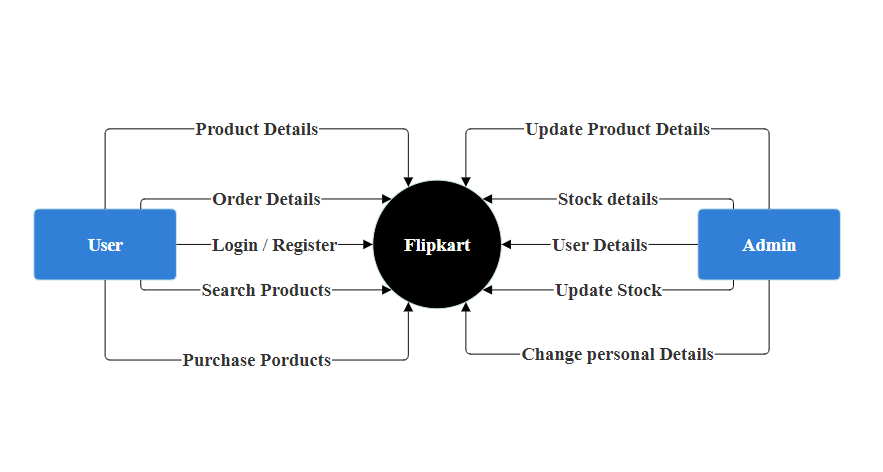 Product Details
Update Product Details
Order Details
Stock details
User
Login / Register
Flipkart
User Details
Admin
Search Products
Update Stock
Purchase Porducts
Change personal Details